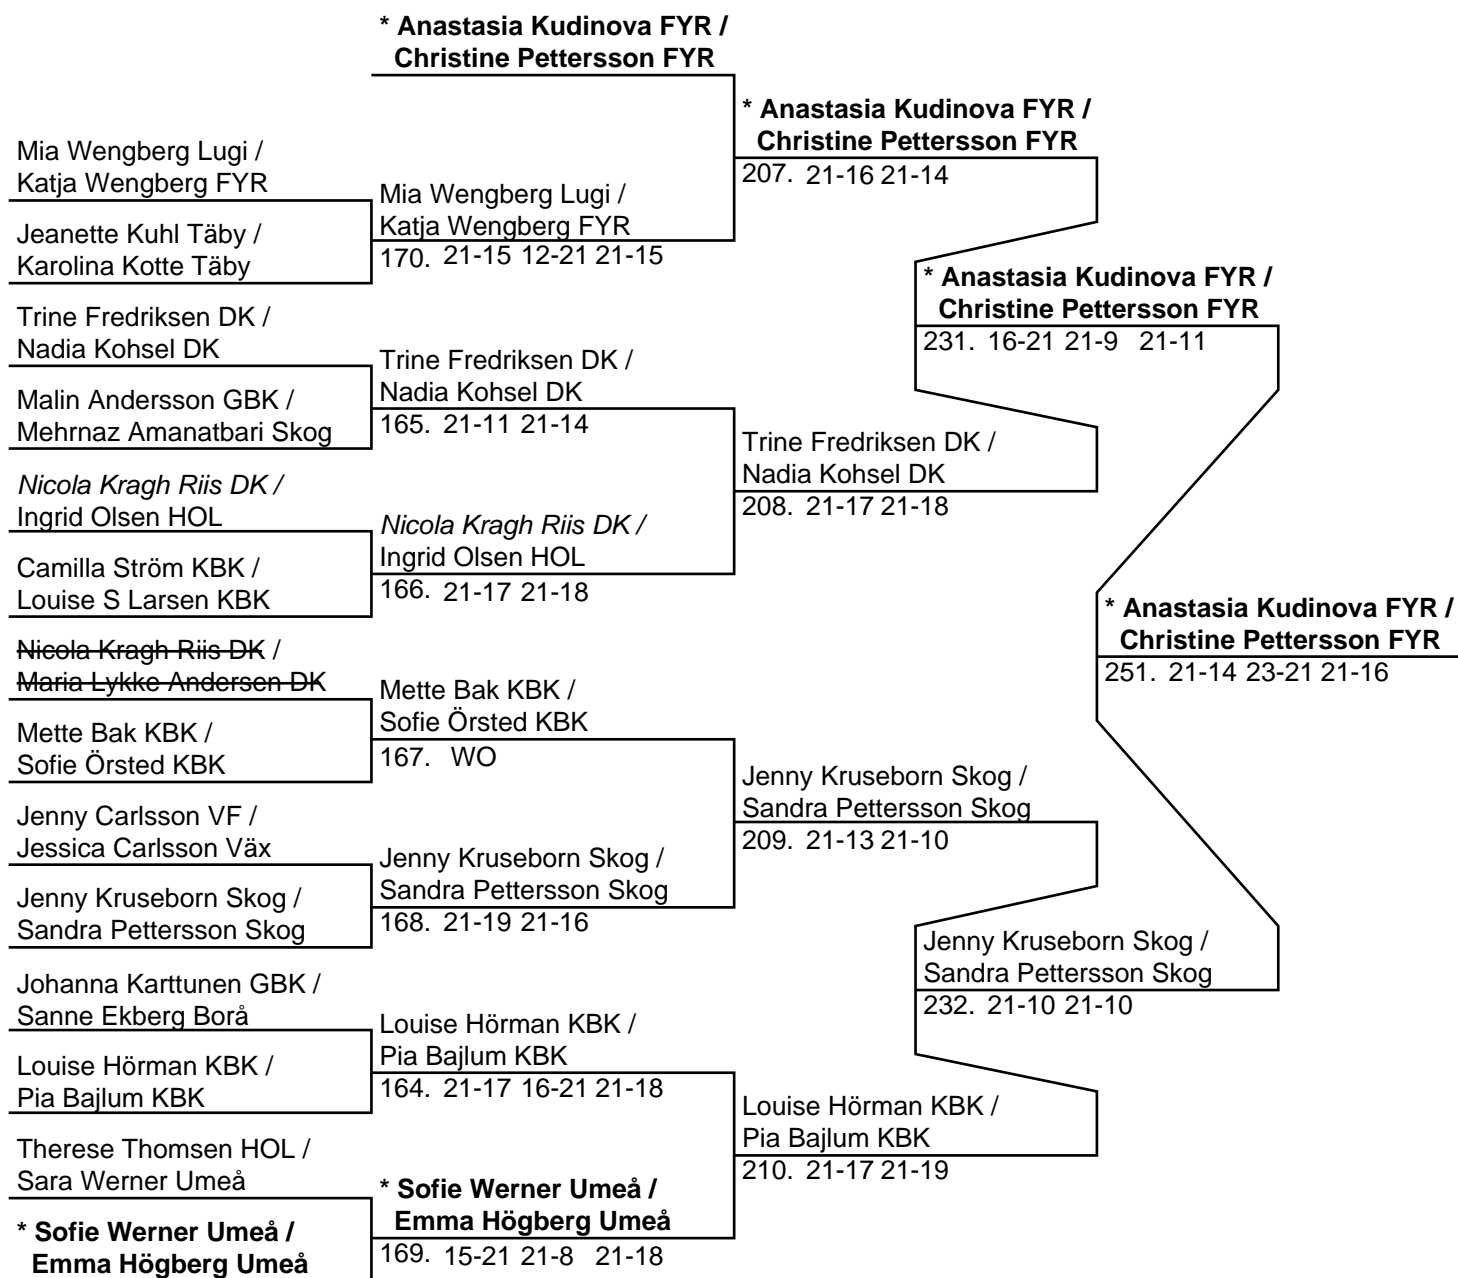 * Anastasia Kudinova FYR /
Christine Pettersson FYR
* Anastasia Kudinova FYR /
Christine Pettersson FYR
207. 21-16 21-14
Mia Wengberg Lugi /
Katja Wengberg FYR
Mia Wengberg Lugi /
Katja Wengberg FYR
170. 21-15 12-21 21-15
Jeanette Kuhl Täby /
Karolina Kotte Täby
* Anastasia Kudinova FYR /
Christine Pettersson FYR
231. 16-21 21-9 21-11
Trine Fredriksen DK /
Nadia Kohsel DK
Trine Fredriksen DK /
Nadia Kohsel DK
165. 21-11 21-14
Malin Andersson GBK /
Mehrnaz Amanatbari Skog
Trine Fredriksen DK /
Nadia Kohsel DK
208. 21-17 21-18
Nicola Kragh Riis DK /
Ingrid Olsen HOL
Nicola Kragh Riis DK /
Ingrid Olsen HOL
166. 21-17 21-18
Camilla Ström KBK /
Louise S Larsen KBK
* Anastasia Kudinova FYR /
Christine Pettersson FYR
251. 21-14 23-21 21-16
Nicola Kragh Riis DK /
Maria Lykke Andersen DK
Mette Bak KBK /
Sofie Örsted KBK
167. WO
Mette Bak KBK /
Sofie Örsted KBK
Jenny Kruseborn Skog /
Sandra Pettersson Skog
209. 21-13 21-10
Jenny Carlsson VF /
Jessica Carlsson Väx
Jenny Kruseborn Skog /
Sandra Pettersson Skog
168. 21-19 21-16
Jenny Kruseborn Skog /
Sandra Pettersson Skog
Jenny Kruseborn Skog /
Sandra Pettersson Skog
232. 21-10 21-10
Johanna Karttunen GBK /
Sanne Ekberg Borå
Louise Hörman KBK /
Pia Bajlum KBK
164. 21-17 16-21 21-18
Louise Hörman KBK /
Pia Bajlum KBK
Louise Hörman KBK /
Pia Bajlum KBK
210. 21-17 21-19
Therese Thomsen HOL /
Sara Werner Umeå
* Sofie Werner Umeå /
Emma Högberg Umeå
169. 15-21 21-8 21-18
* Sofie Werner Umeå /
Emma Högberg Umeå